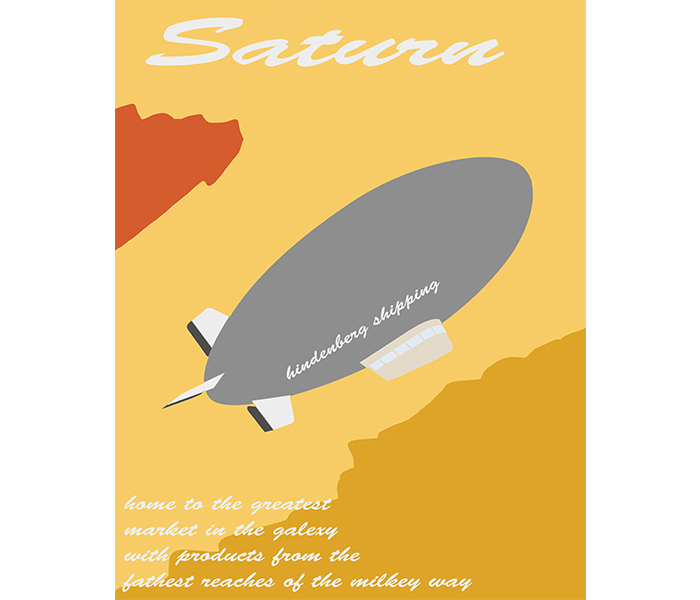 Saturn
hindenberg shipping
home to the greatest
market in the galexy
with products from the
fathest reaches of the milkey way